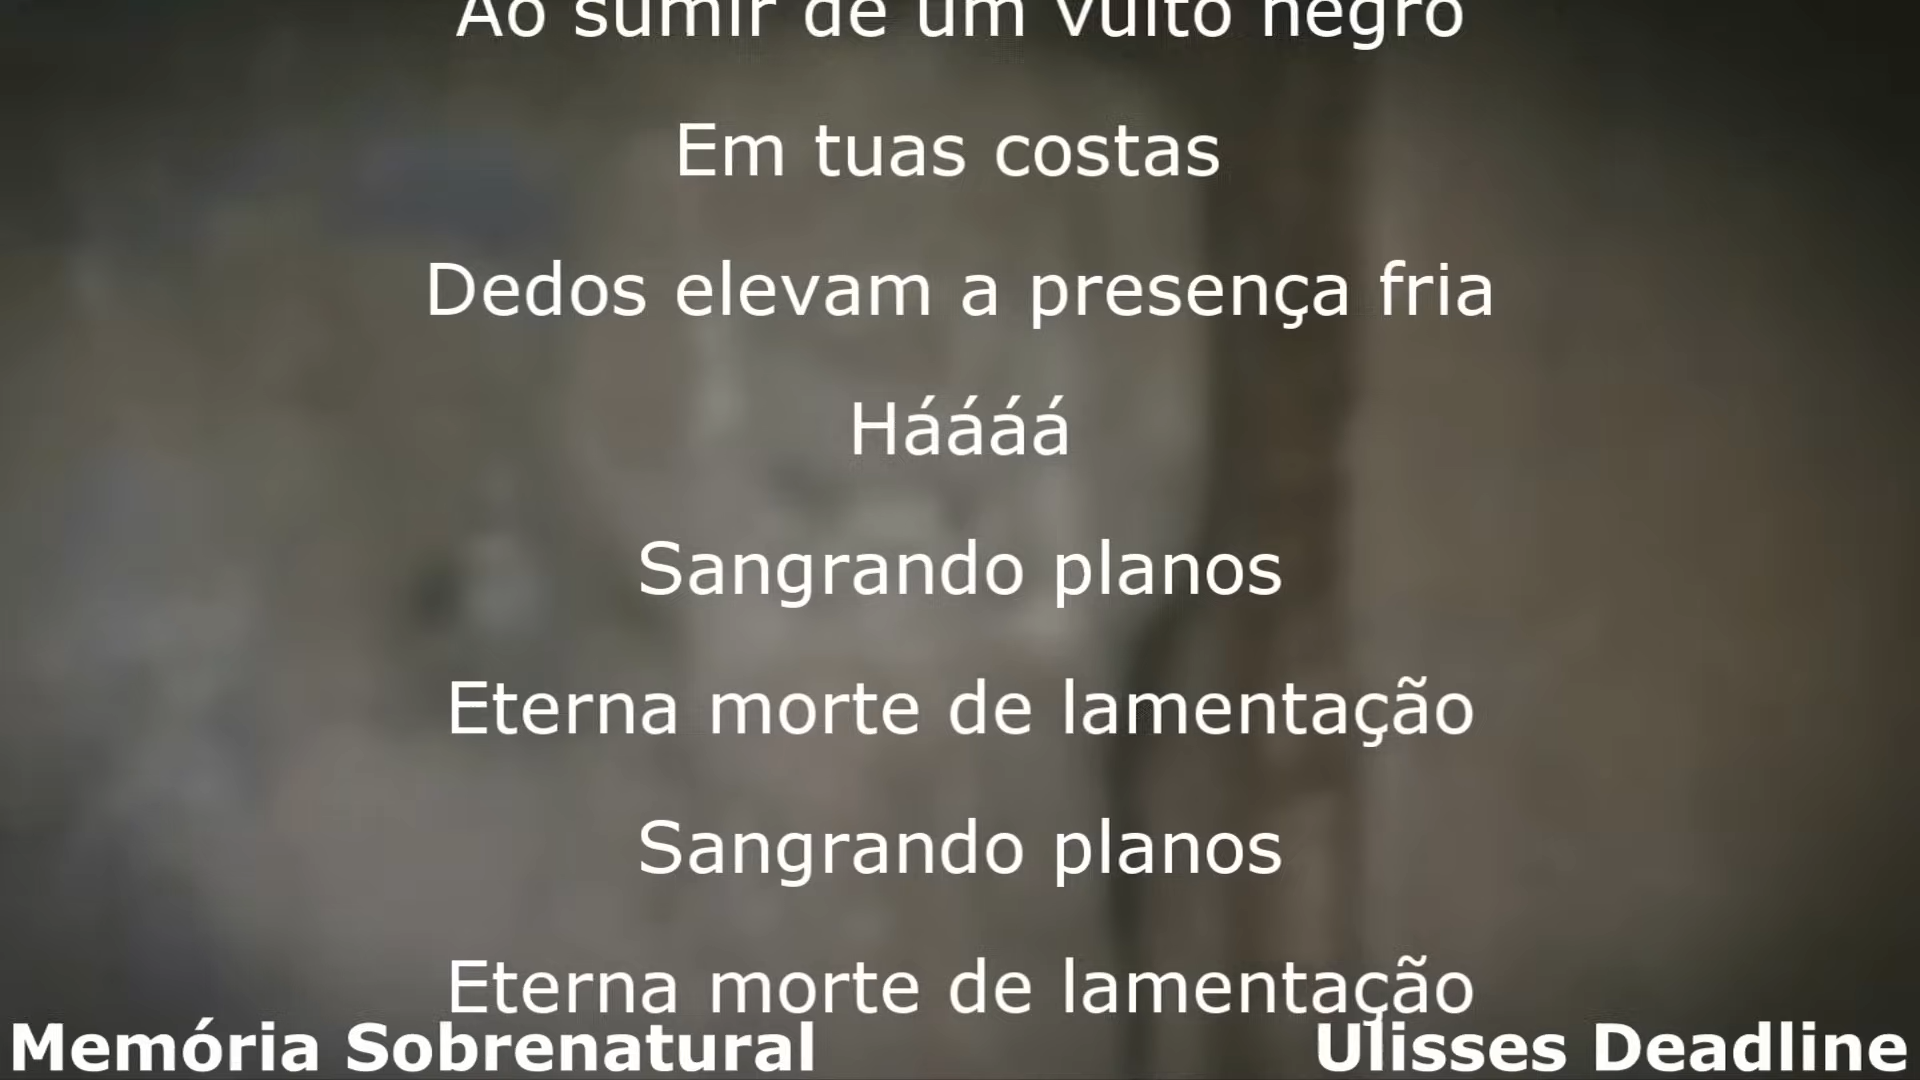 Ao sumir de um vulto negro
Em tuas costas
Dedos elevam a presença fria
Háááá
Sangrando planos
Eterna morte de lamentação
Sangrando planos
Eterna morte de lamentação
Memória Sobrenatural
Ulisses Deadline